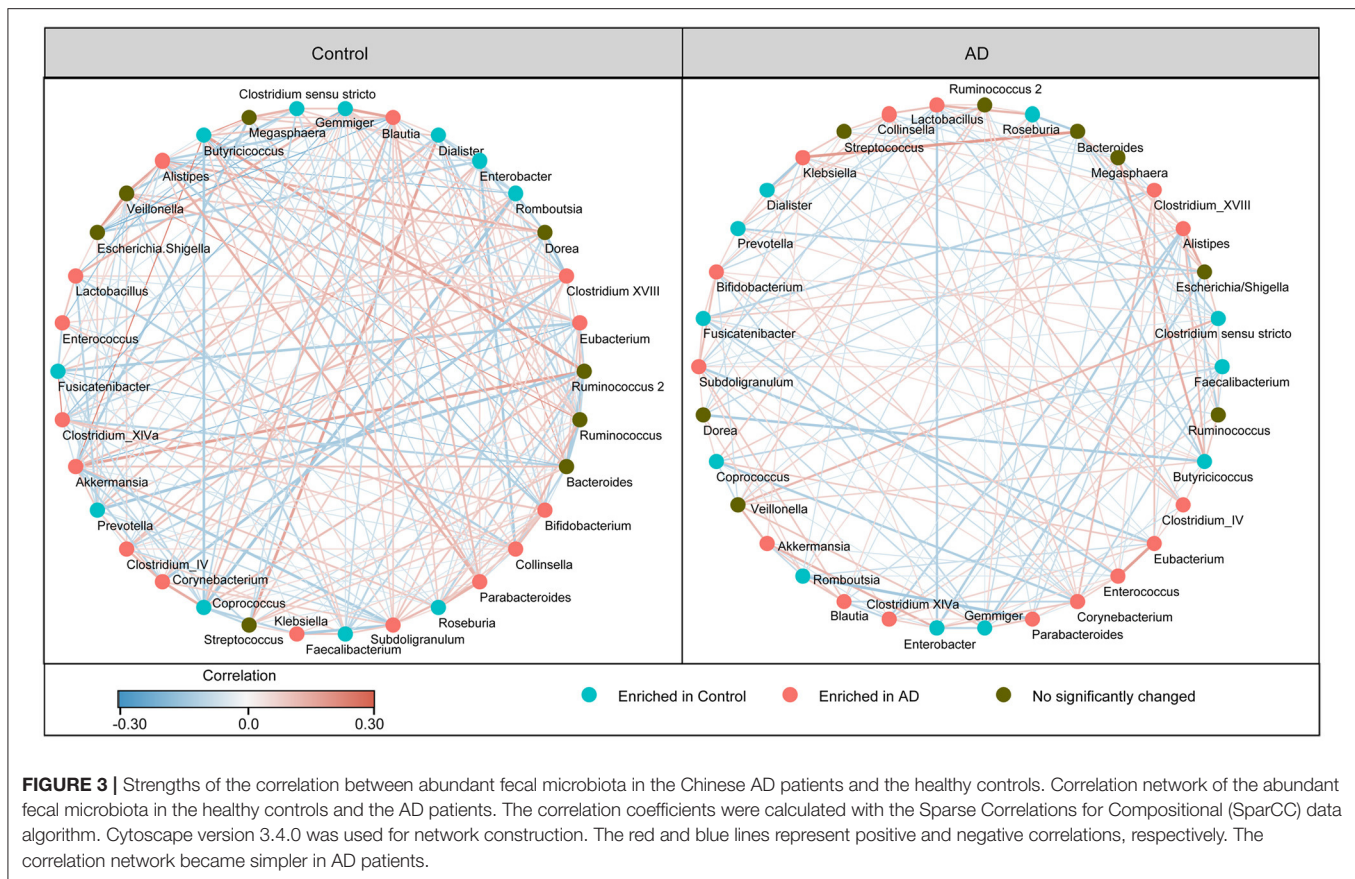 Control
AD
Clostridium sensu stricto
Gemmiger
Blautia
Megasphaera
Butyricicoccus
Dialister
Alistipes
Enterobacter
Romboutsia
Veillonella
Dorea
Escherichia.Shigella
Clostridium XVIII
Lactobacillus
Eubacterium
Enterococcus
Ruminococcus 2
Fusicatenibacter
Ruminococcus
Clostridium_XIVa
Bacteroides
Akkermansia
Bifidobacterium
Prevotella
Collinsella
Clostridium_IV
Corynebacterium
Parabacteroides
Coprococcus
Roseburia
Klebsiella
Streptococcus
Subdoligranulum
Faecalibacterium
Ruminococcus 2
Lactobacillus
Roseburia
Collinsella
Bacteroides
Streptococcus
Megasphaera
Klebsiella
Clostridium_XVIII
Dialister
Alistipes
Prevotella
Escherichia/Shigella
Bifidobacterium
Clostridium sensu stricto
Fusicatenibacter
Faecalibacterium
Subdoligranulum
Ruminococcus
Dorea
Butyricicoccus
Coprococcus
Clostridium_IV
Veillonella
Eubacterium
Akkermansia
Enterococcus
Romboutsia
Corynebacterium
Clostridium XIVa
Blautia
Gemmiger
Parabacteroides
Enterobacter
Correlation
-0.30 0.0 0.30
Enriched in Control
Enriched in AD
No significantly changed
FIGURE 3 | Strengths of the correlation between abundant fecal microbiota in the Chinese AD patients and the healthy controls. Correlation network of the abundant
fecal microbiota in the healthy controls and the AD patients. The correlation coefficients were calculated with the Sparse Correlations for Compositional (SparCC) data
algorithm. Cytoscape version 3.4.0 was used for network construction. The red and blue lines represent positive and negative correlations, respectively. The
correlation network became simpler in AD patients.